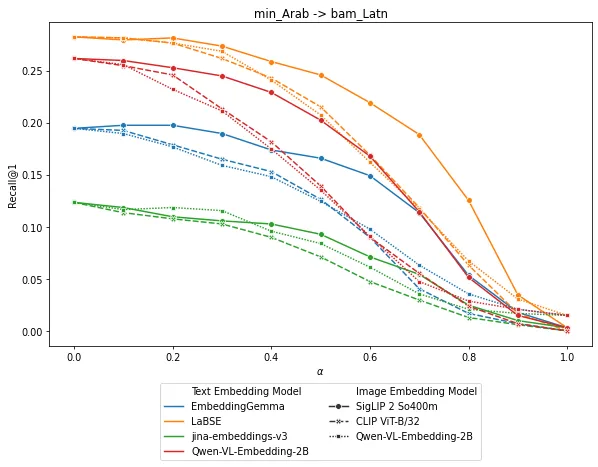 min_Arab -> bam_Latn
Recall@1
0.25
0.20
0.15
0.10
0.05
0.00
0.0 0.2 0.4 0.6 0.8 1.0
α
Text Embedding Model Image Embedding Model
EmbeddingGemma SigLIP 2 So400m
LaBSE CLIP ViT-B/32
jina-embeddings-v3 Qwen-VL-Embedding-2B
Qwen-VL-Embedding-2B